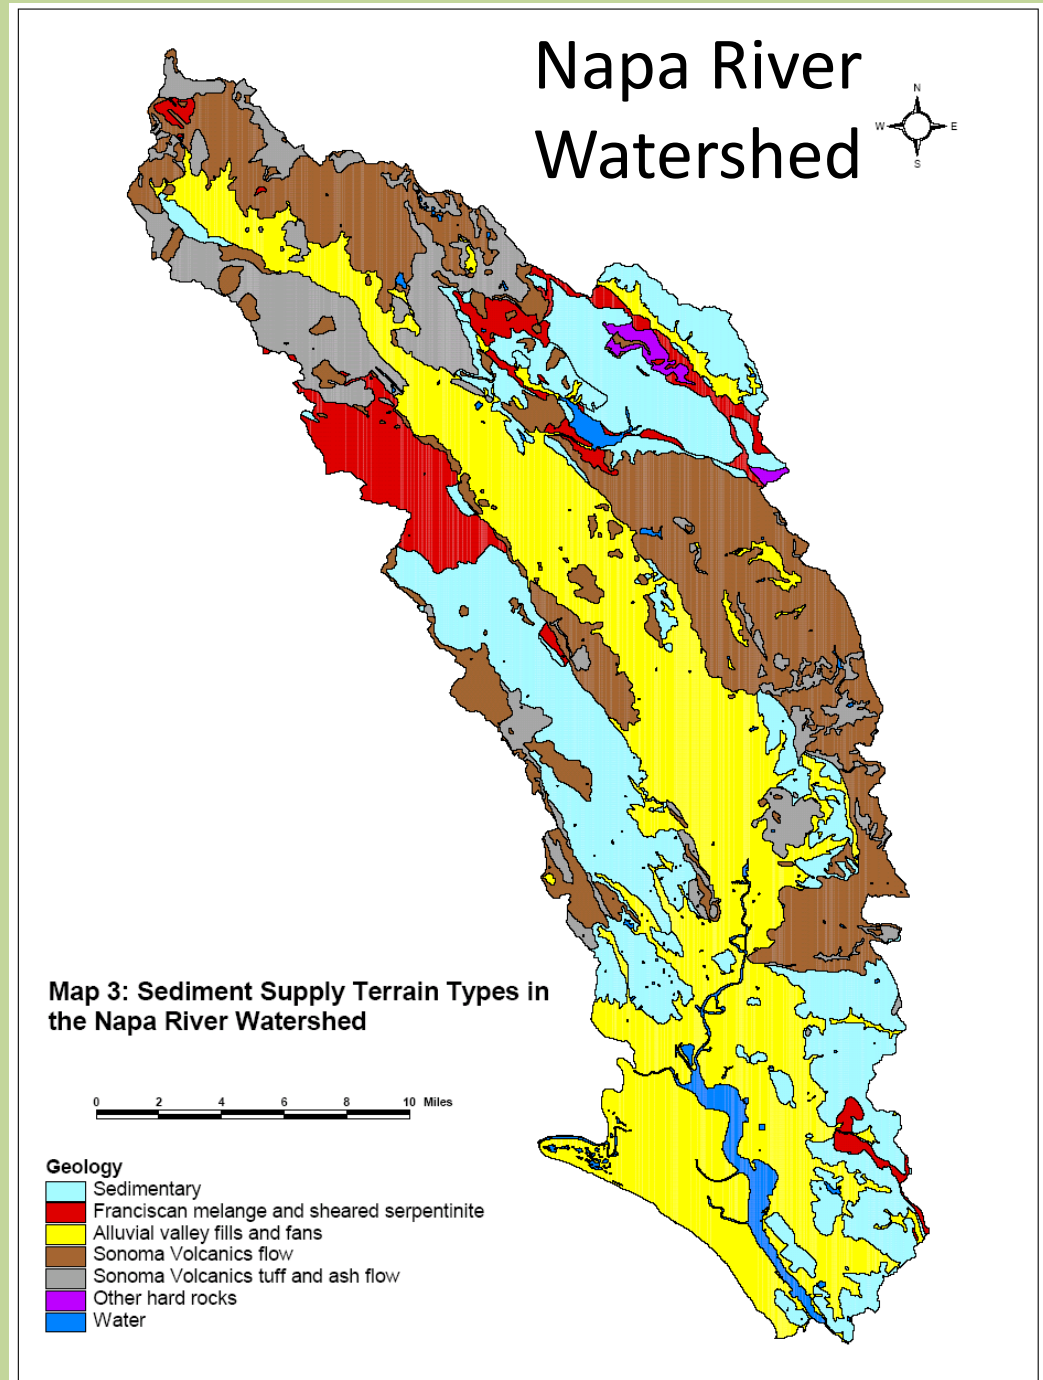 Napa River
Watershed
N
W E
S
Map 3: Sediment Supply Terrain Types in
the Napa River Watershed
0 2 4 6 8 10 Miles
Geology
Sedimentary
Franciscan melange and sheared serpentinite
Alluvial valley fills and fans
Sonoma Volcanics flow
Sonoma Volcanics tuff and ash flow
Other hard rocks
Water